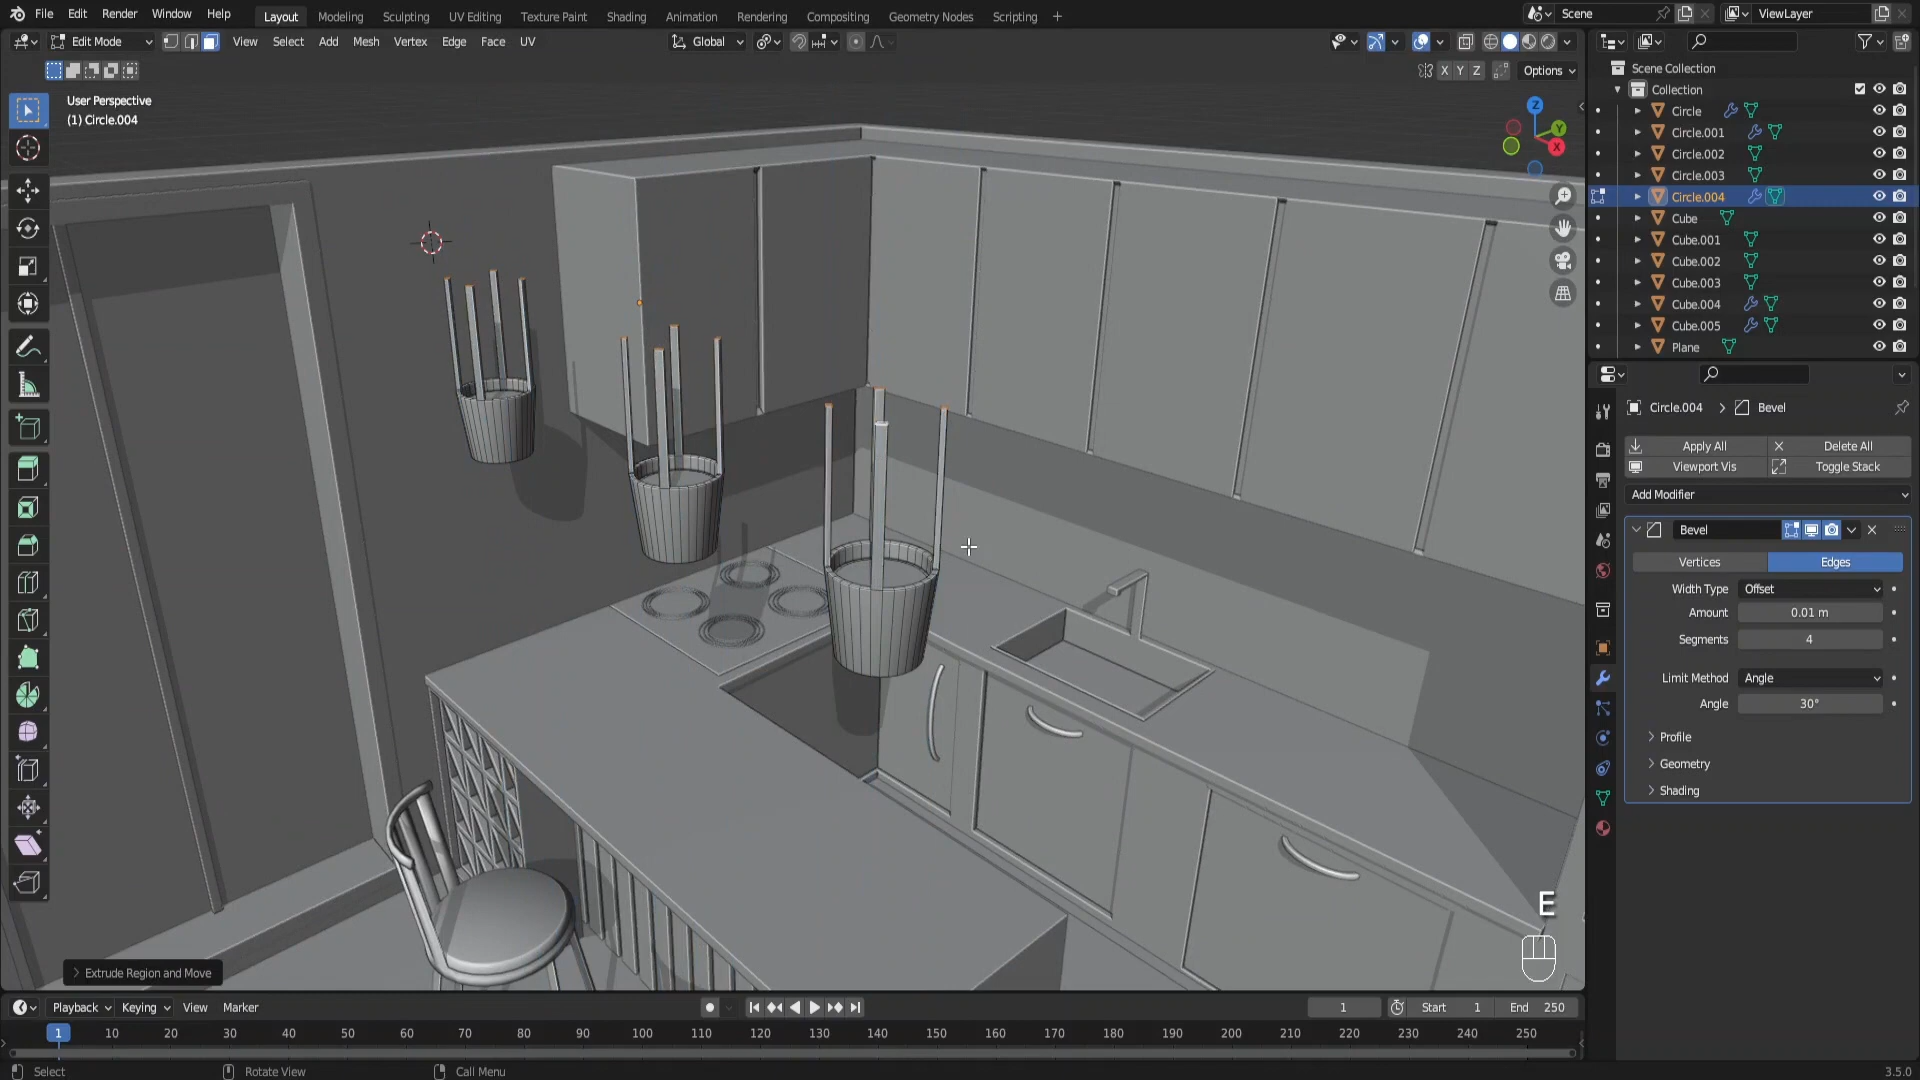 File Edit Render Window Help Layout Modeling Sculpting UV Editing Texture Paint Shading Animation Rendering Compositing Geometry Nodes Scripting + Scene ViewLayer
Edit Mode View Select Add Mesh Vertex Edge Face UV Global
X Y Z Options
User Perspective
(1) Circle.004
Z
Y
X
Scene Collection
Collection
Circle
Circle.001
Circle.002
Circle.003
Circle.004
Cube
Cube.001
Cube.002
Cube.003
Cube.004
Cube.005
Plane
Circle.004 > Bevel
Apply All Delete All
Viewport Vis Toggle Stack
Add Modifier
Bevel
Vertices Edges
Width Type Offset
Amount 0.01 m
Segments 4
Limit Method Angle
Angle 30°
Profile
Geometry
Shading
E
Extrude Region and Move
Playback Keying View Marker 1 Start 1 End 250
1 10 20 30 40 50 60 70 80 90 100 110 120 130 140 150 160 170 180 190 200 210 220 230 240 250
Select Rotate View Call Menu 3.5.0